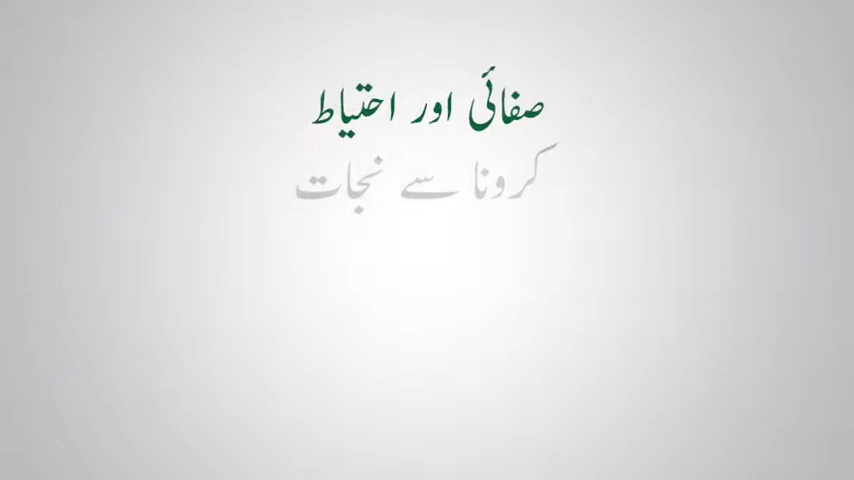 صفائی اور احتیاط
کرونا سے نجات